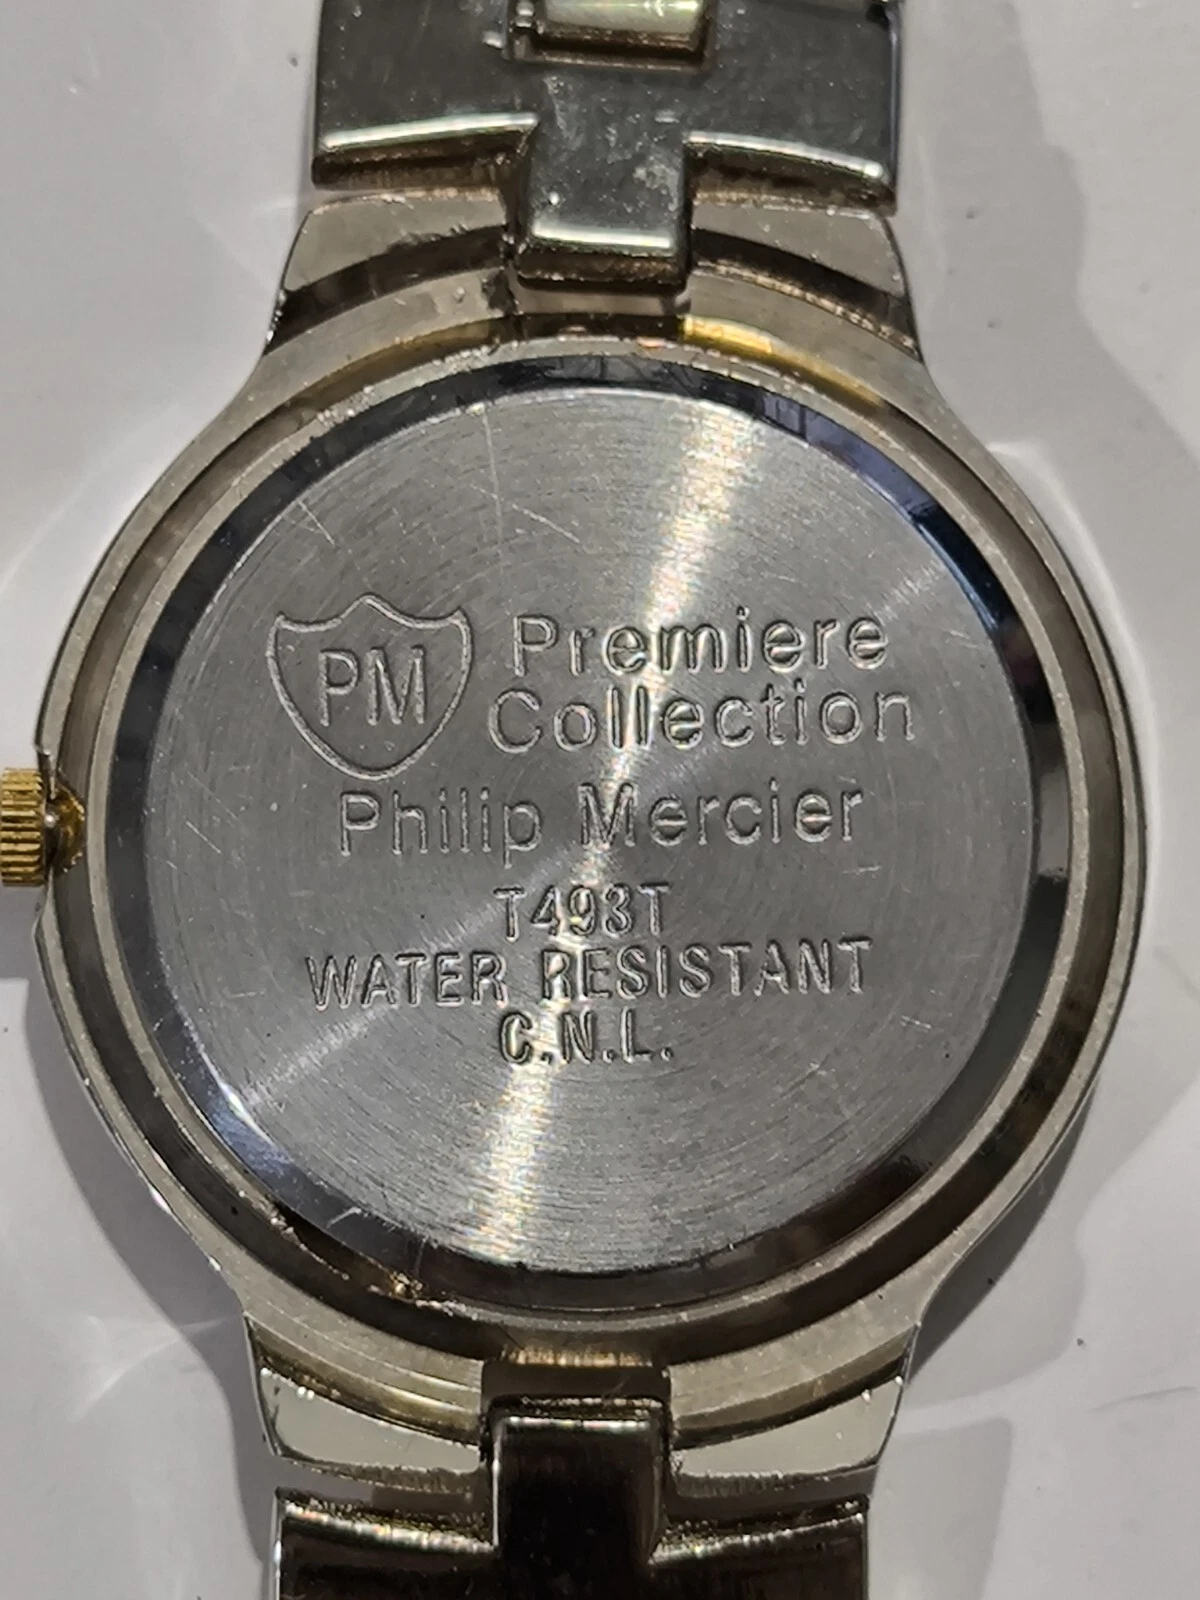 PM
Premiere
Collection
Philip Mercier
T493T
WATER RESISTANT
C.N.L.